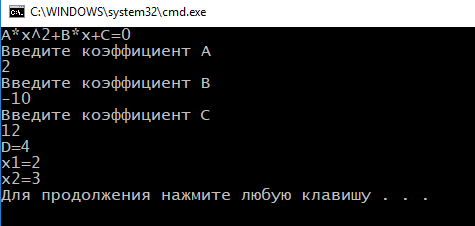 C:\WINDOWS\system32\cmd.exe
A*x^2+B*x+C=0
Введите коэффициент A
2
Введите коэффициент B
-10
Введите коэффициент C
12
D=4
x1=2
x2=3
Для продолжения нажмите любую клавишу . . .